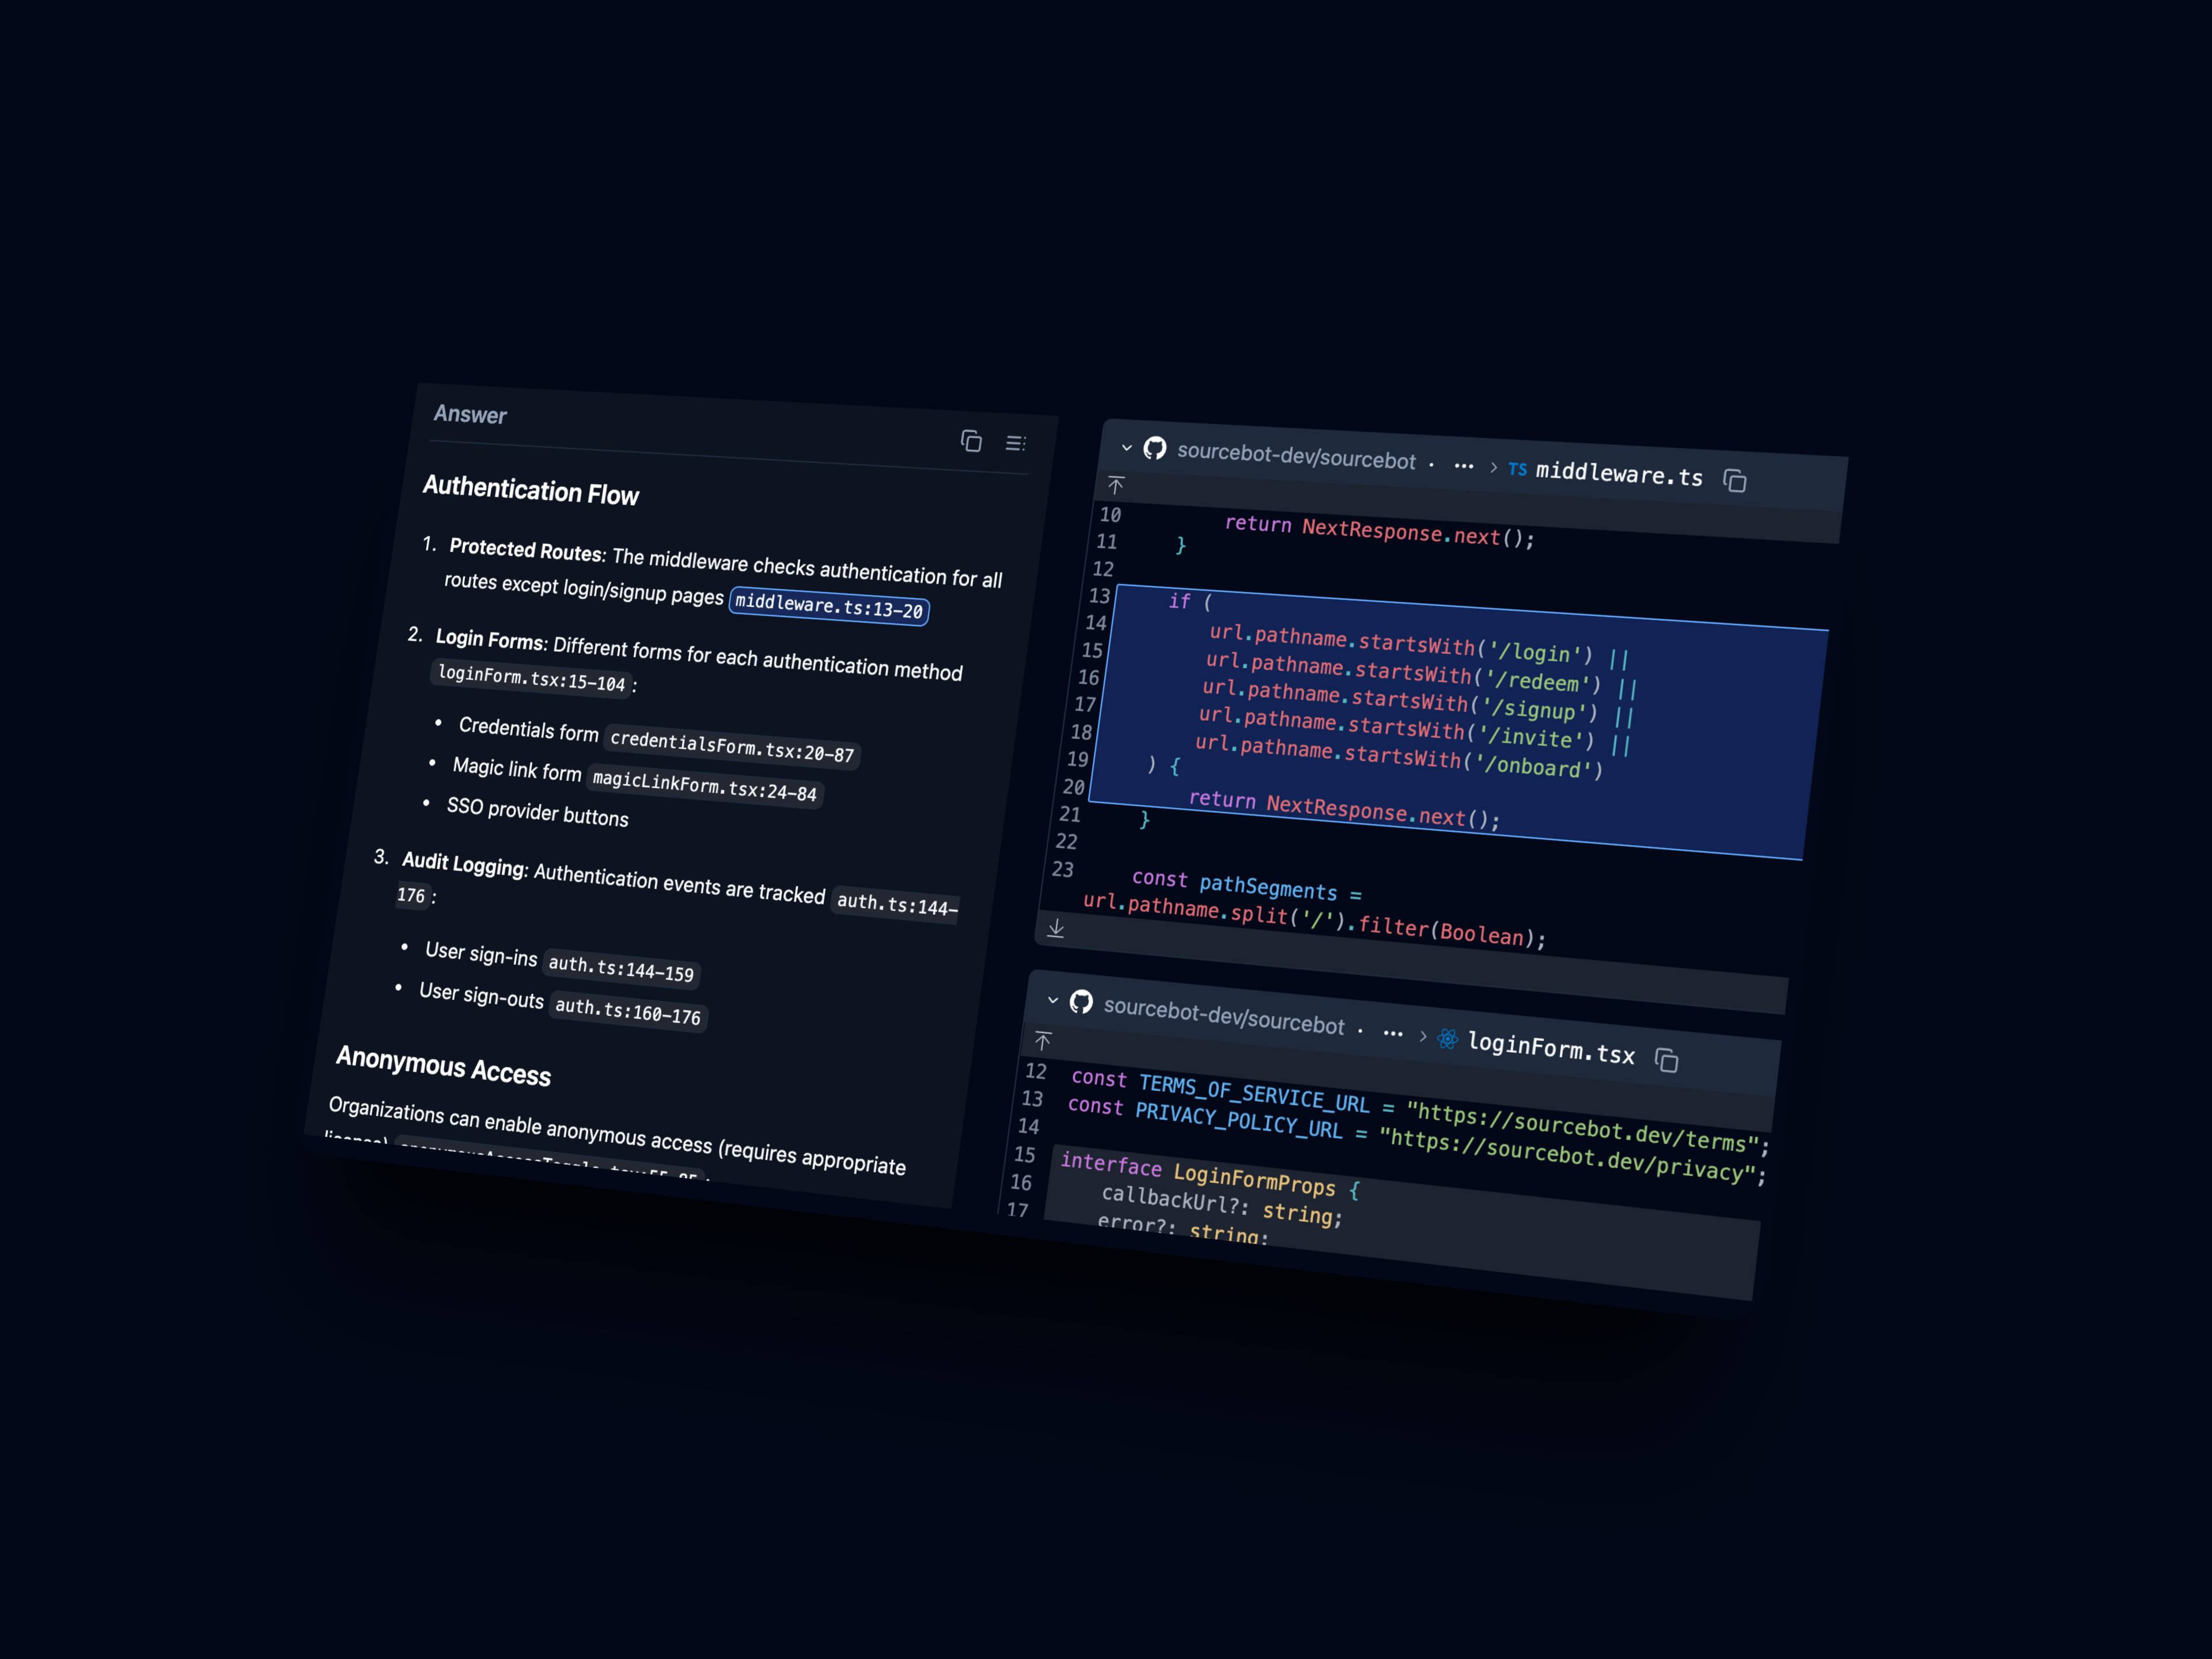 Answer
Authentication Flow
1. Protected Routes: The middleware checks authentication for all
routes except login/signup pages middleware.ts:13-20
2. Login Forms: Different forms for each authentication method
loginForm.tsx:15-104 :
• Credentials form credentialsForm.tsx:20-87
• Magic link form magicLinkForm.tsx:24-84
• SSO provider buttons
3. Audit Logging: Authentication events are tracked auth.ts:144-
176 :
• User sign-ins auth.ts:144-159
• User sign-outs auth.ts:160-176
Anonymous Access
Organizations can enable anonymous access (requires appropriate
sourcebot-dev/sourcebot · ··· > TS middleware.ts
10 return NextResponse.next();
11 }
12
13 if (
14 url.pathname.startsWith('/login') ||
15 url.pathname.startsWith('/redeem') ||
16 url.pathname.startsWith('/signup') ||
17 url.pathname.startsWith('/invite') ||
18 url.pathname.startsWith('/onboard')
19 ) {
20 return NextResponse.next();
21 }
22
23 const pathSegments =
url.pathname.split('/').filter(Boolean);
sourcebot-dev/sourcebot · ··· > loginForm.tsx
12 const TERMS_OF_SERVICE_URL = "https://sourcebot.dev/terms";
13 const PRIVACY_POLICY_URL = "https://sourcebot.dev/privacy";
14
15 interface LoginFormProps {
16 callbackUrl?: string;
17 error?: string;